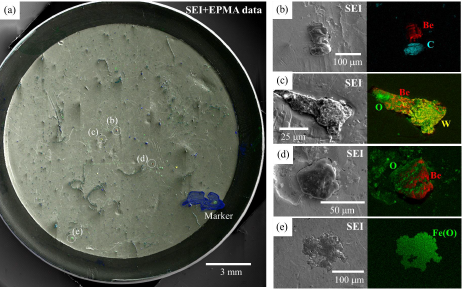 (a) SEI+EPMA data
(b)
(c)
(d)
(e)
Marker
3 mm
(b) SEI
100 μm
Be
C
(c) SEI
25 μm
Be
O
W
(d) SEI
50 μm
O
Be
(e) SEI
100 μm
Fe(O)